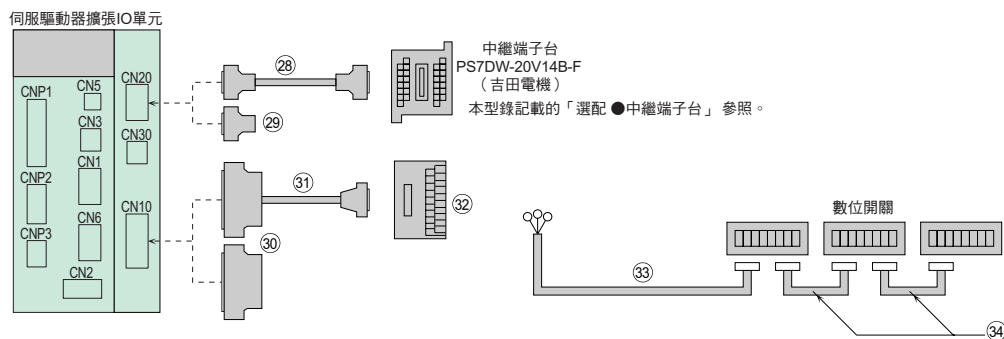 伺服驅動器擴張IO單元
CNP1
CN5
CN20
CN3
CN30
CN1
CNP2
CN10
CN6
CNP3
CN2
28
29
31
30
32
中繼端子台
PS7DW-20V14B-F
（吉田電機）
本型錄記載的「選配 ●中繼端子台」參照。
數位開關
33
34